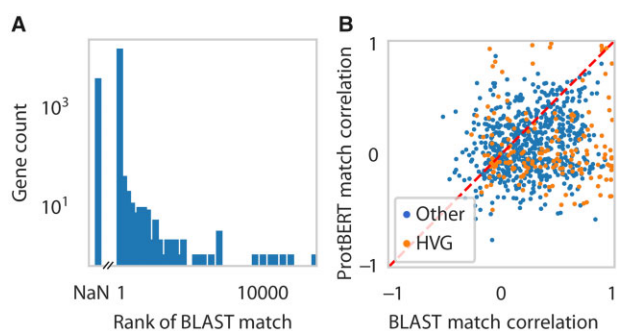 A
Gene count
10³
10¹
NaN 1 10000
Rank of BLAST match
B
ProtBERT match correlation
1
0
−1
Other
HVG
−1 0 1
BLAST match correlation